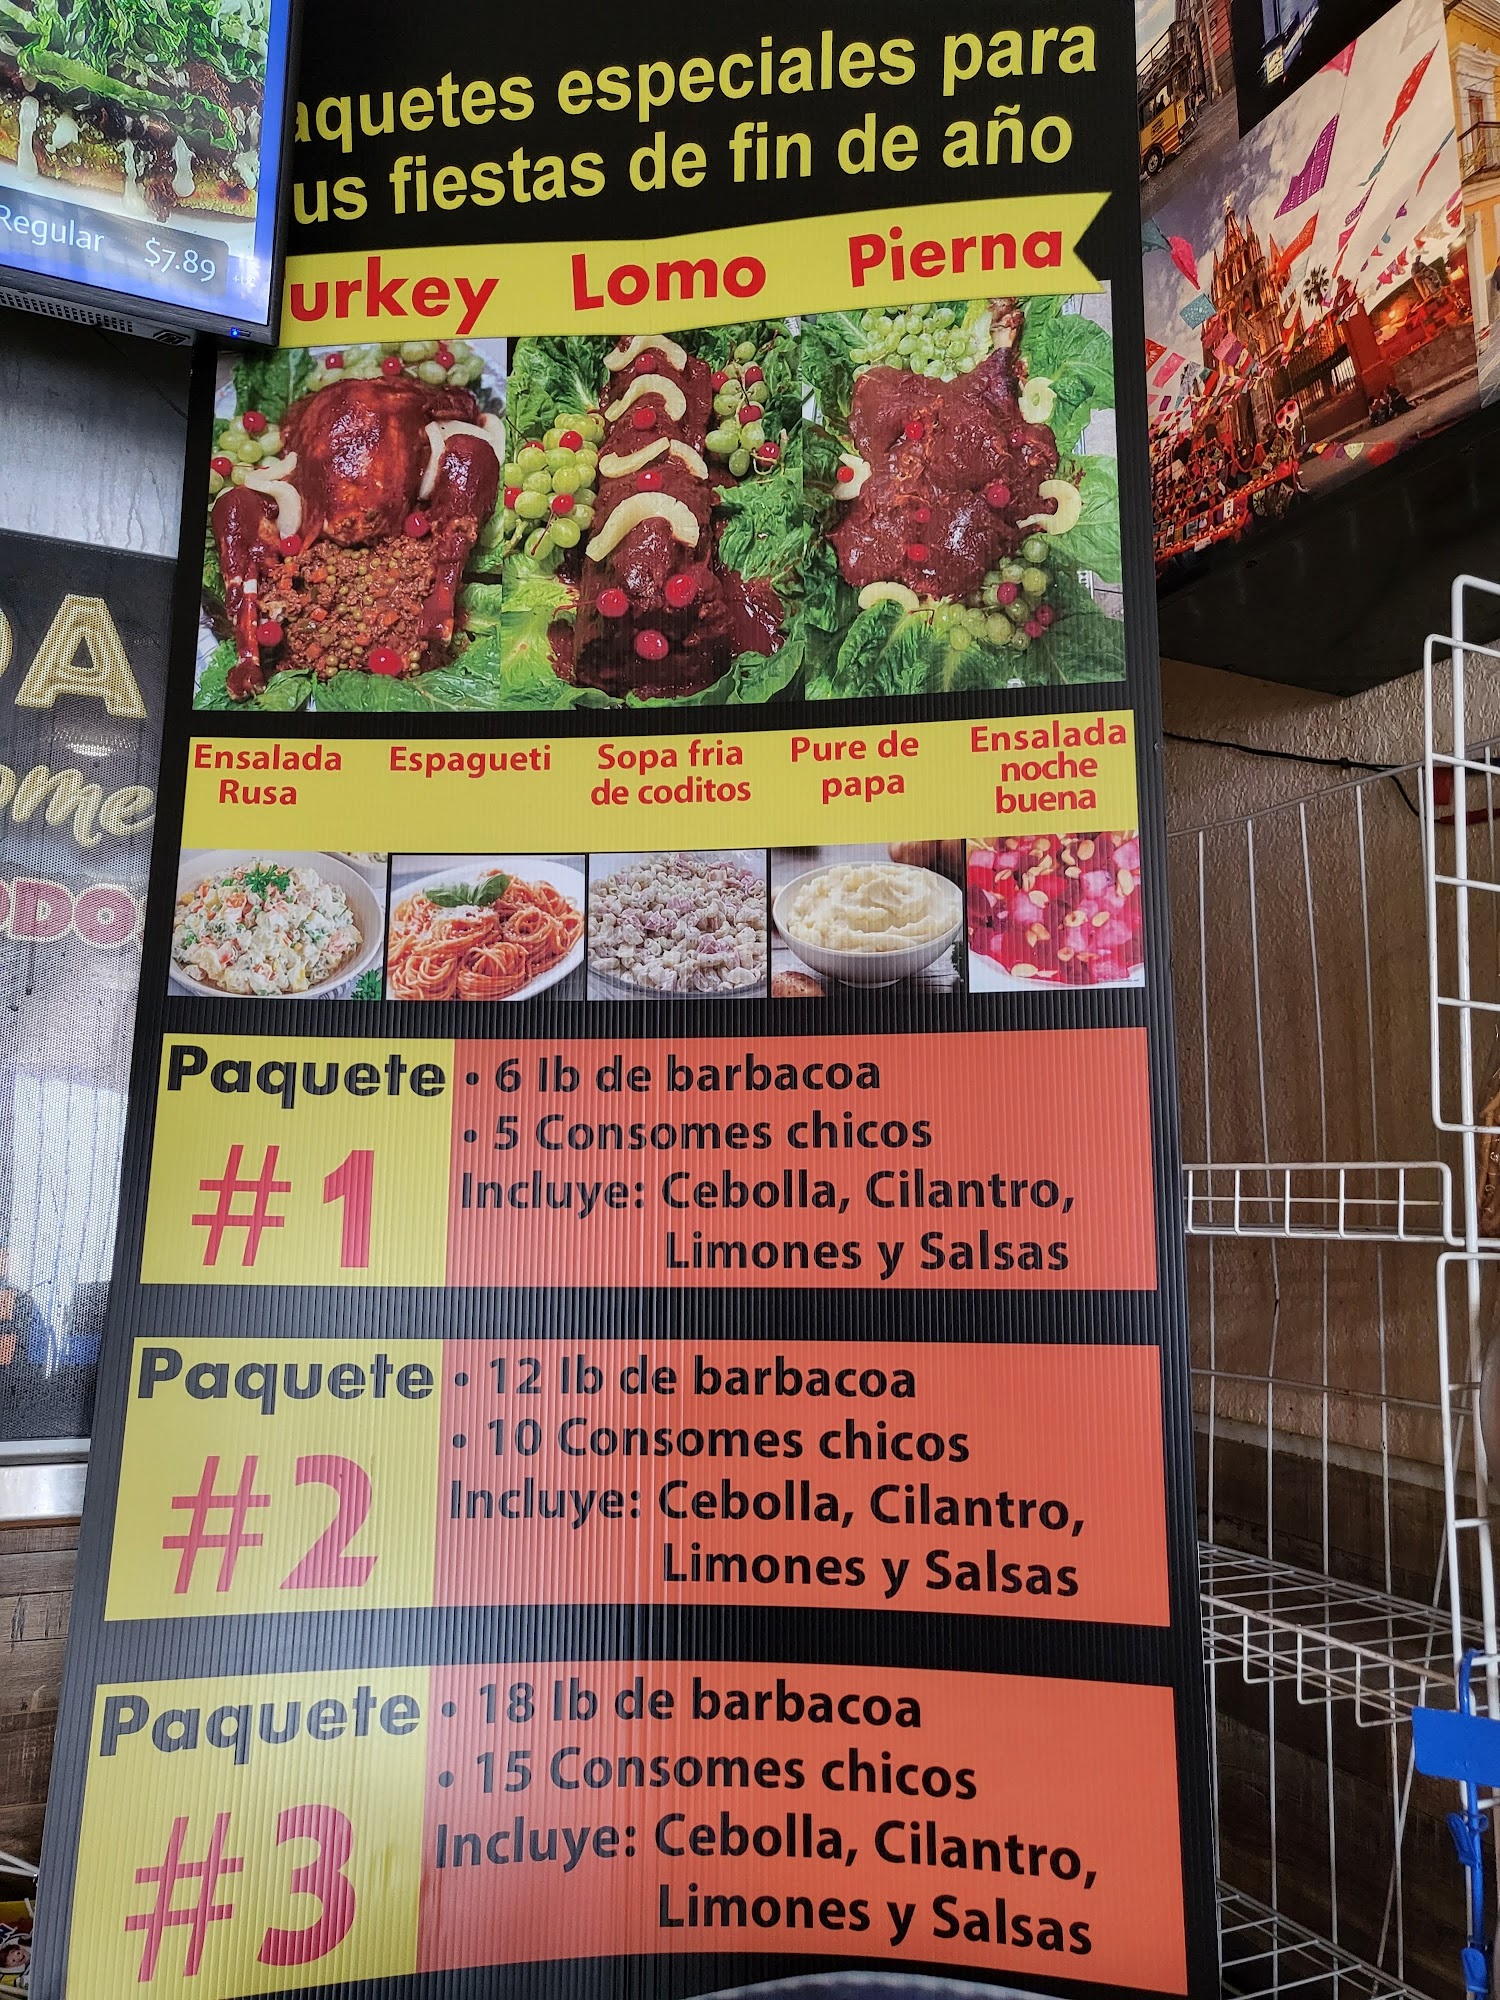 aquetes especiales para
us fiestas de fin de año
urkey Lomo Pierna
Regular $7.89
Ensalada
Rusa
Espagueti
Sopa fria
de coditos
Pure de
papa
Ensalada
noche
buena
Paquete
#1
• 6 lb de barbacoa
• 5 Consomes chicos
Incluye: Cebolla, Cilantro,
Limones y Salsas
Paquete
#2
• 12 lb de barbacoa
• 10 Consomes chicos
Incluye: Cebolla, Cilantro,
Limones y Salsas
Paquete
#3
• 18 lb de barbacoa
• 15 Consomes chicos
Incluye: Cebolla, Cilantro,
Limones y Salsas
DA
ome
DO